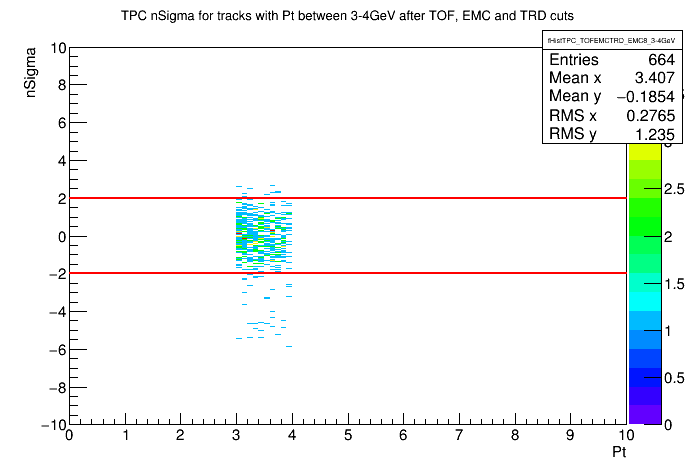 TPC nSigma for tracks with Pt between 3-4GeV after TOF, EMC and TRD cuts
fHistTPC_TOFEMCTRD_EMC8_3-4GeV
Entries 664
Mean x 3.407
Mean y −0.1854
RMS x 0.2765
RMS y 1.235
nSigma
10
8
6
4
2
0
−2
−4
−6
−8
−10
0 1 2 3 4 5 6 7 8 9 10
Pt
2.5
2
1.5
1
0.5
0